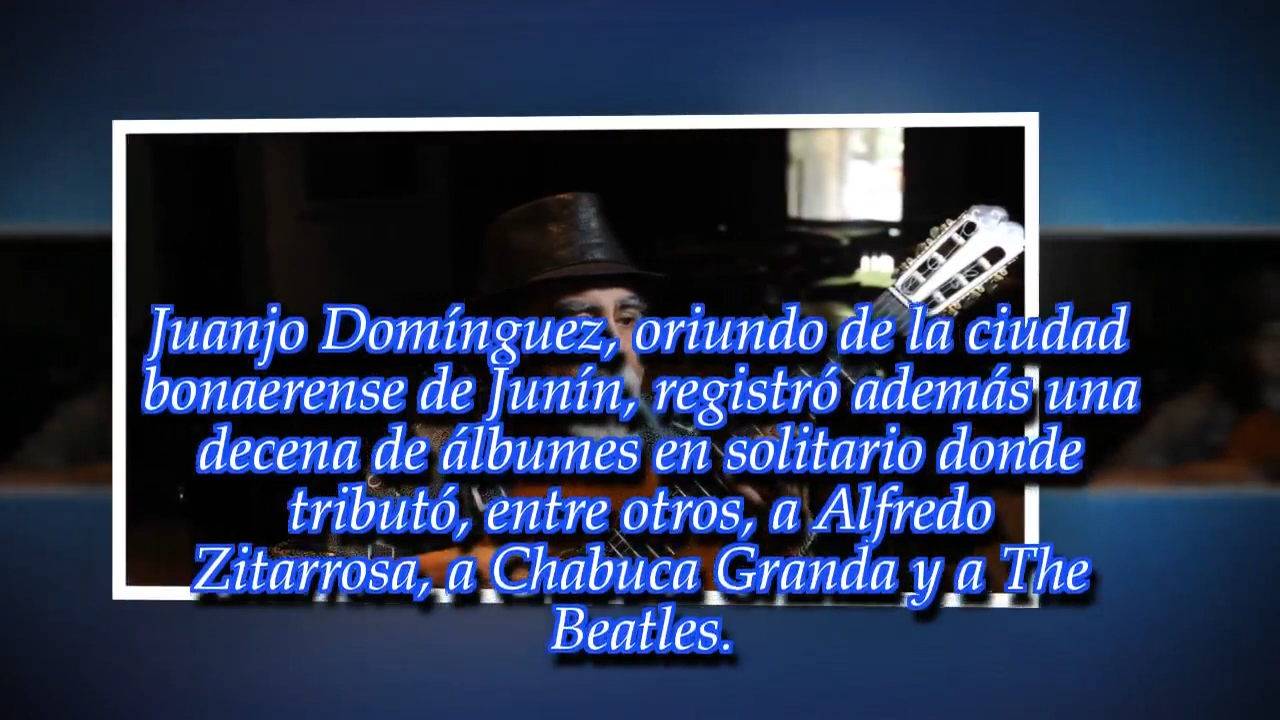 Juanjo Domínguez, oriundo de la ciudad
bonaerense de Junín, registró además una
decena de álbumes en solitario donde
tributó, entre otros, a Alfredo
Zitarrosa, a Chabuca Granda y a The
Beatles.